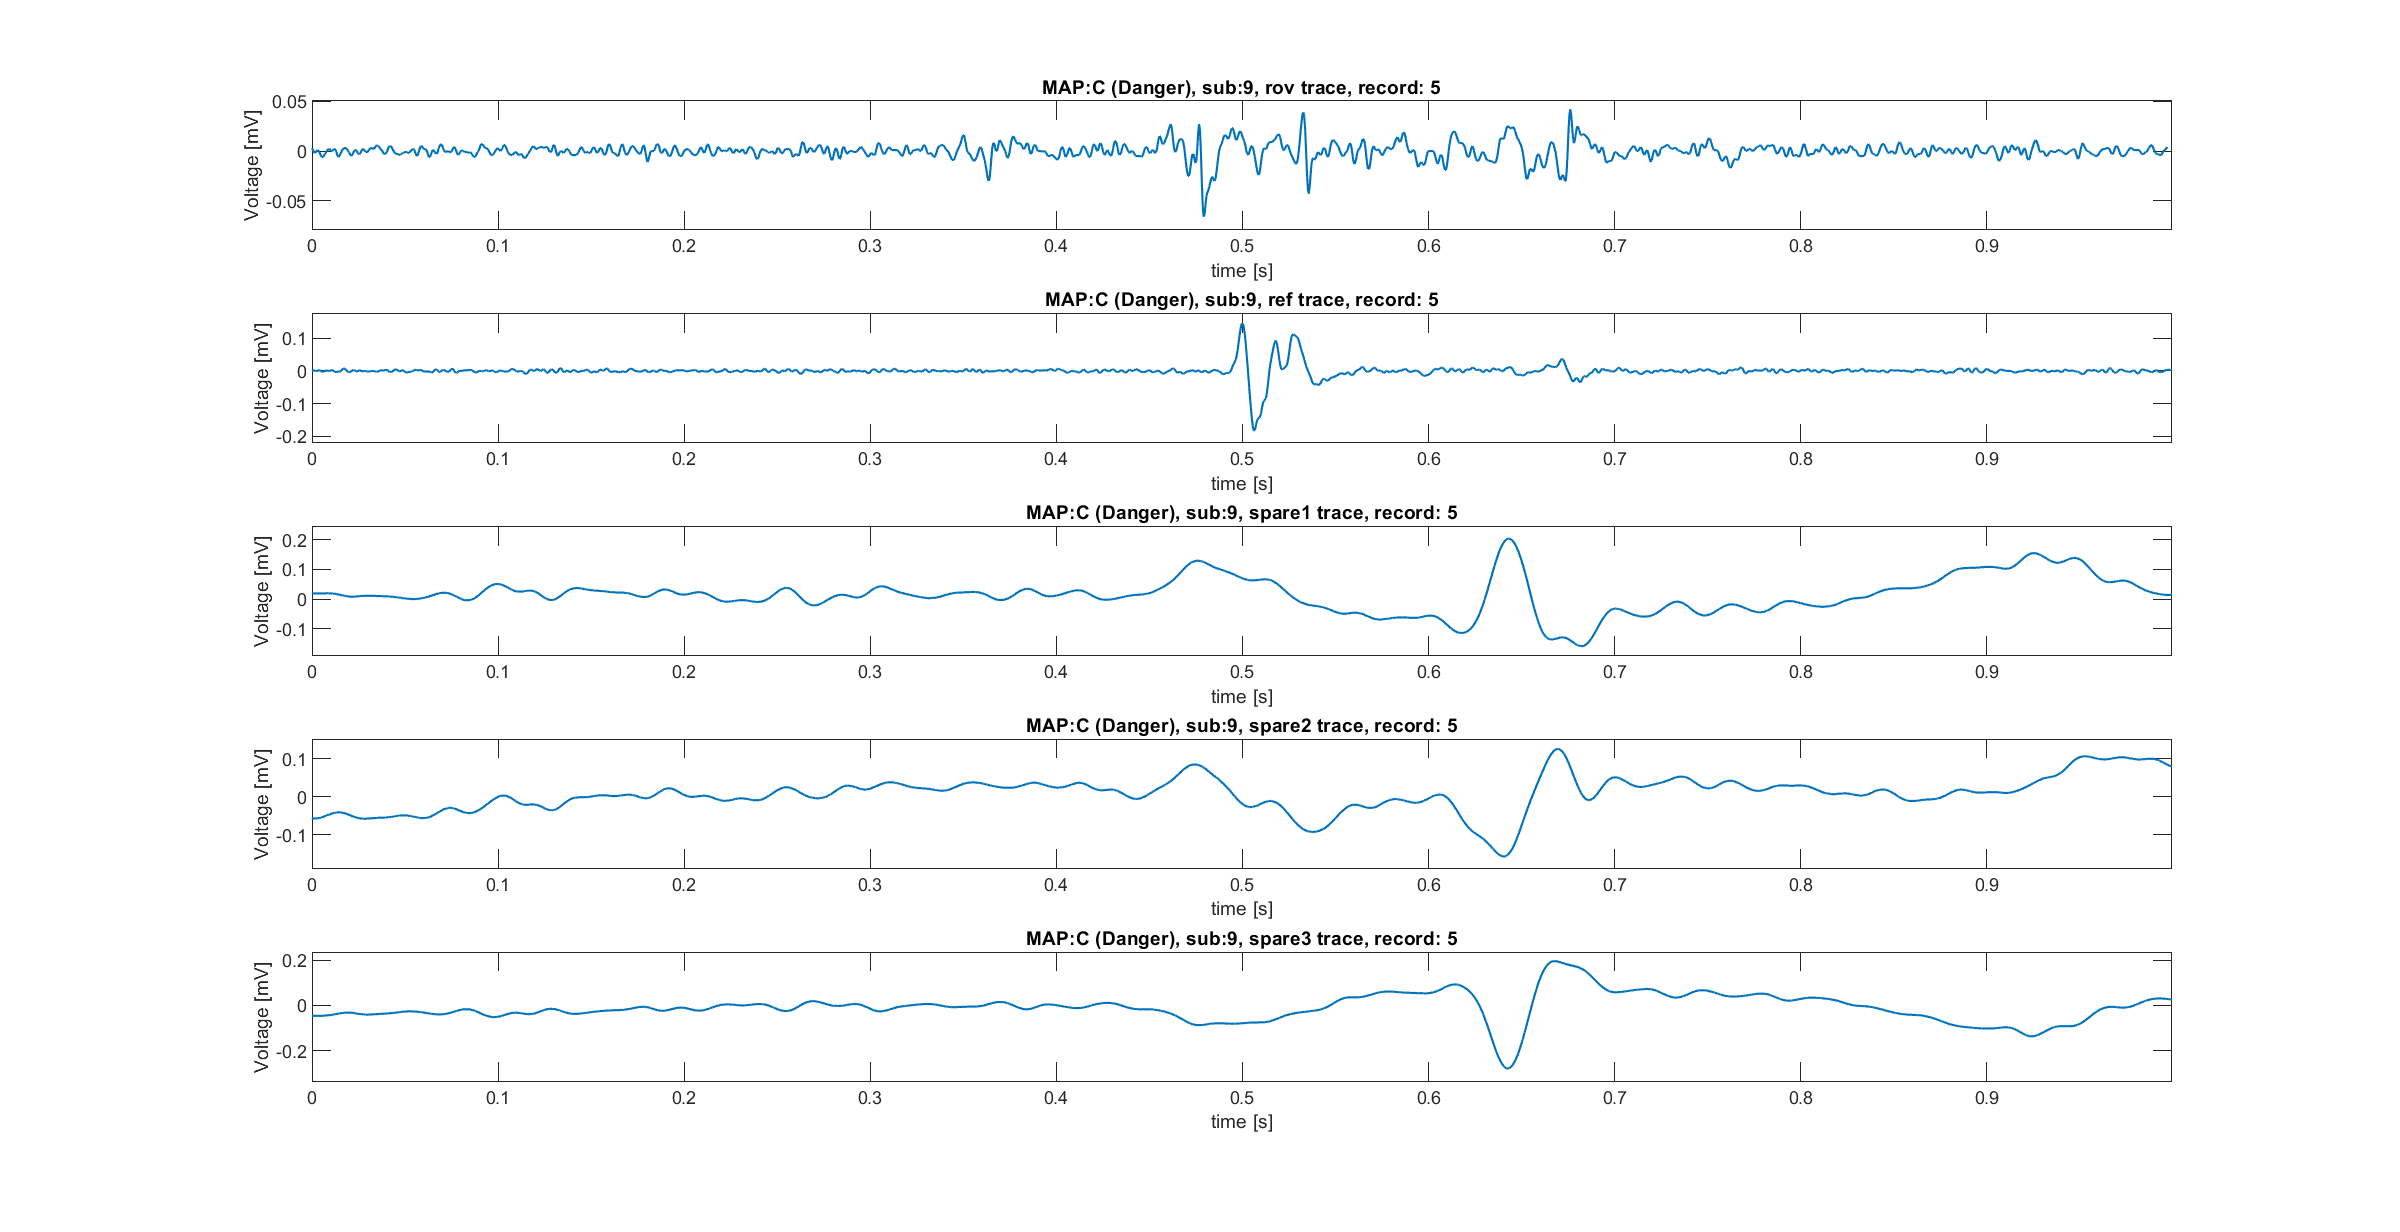 MAP:C (Danger), sub:9, rov trace, record: 5
Voltage [mV]
0.05
0
-0.05
0 0.1 0.2 0.3 0.4 0.5 0.6 0.7 0.8 0.9
time [s]
MAP:C (Danger), sub:9, ref trace, record: 5
Voltage [mV]
0.1
0
-0.1
-0.2
0 0.1 0.2 0.3 0.4 0.5 0.6 0.7 0.8 0.9
time [s]
MAP:C (Danger), sub:9, spare1 trace, record: 5
Voltage [mV]
0.2
0.1
0
-0.1
0 0.1 0.2 0.3 0.4 0.5 0.6 0.7 0.8 0.9
time [s]
MAP:C (Danger), sub:9, spare2 trace, record: 5
Voltage [mV]
0.1
0
-0.1
0 0.1 0.2 0.3 0.4 0.5 0.6 0.7 0.8 0.9
time [s]
MAP:C (Danger), sub:9, spare3 trace, record: 5
Voltage [mV]
0.2
0
-0.2
0 0.1 0.2 0.3 0.4 0.5 0.6 0.7 0.8 0.9
time [s]